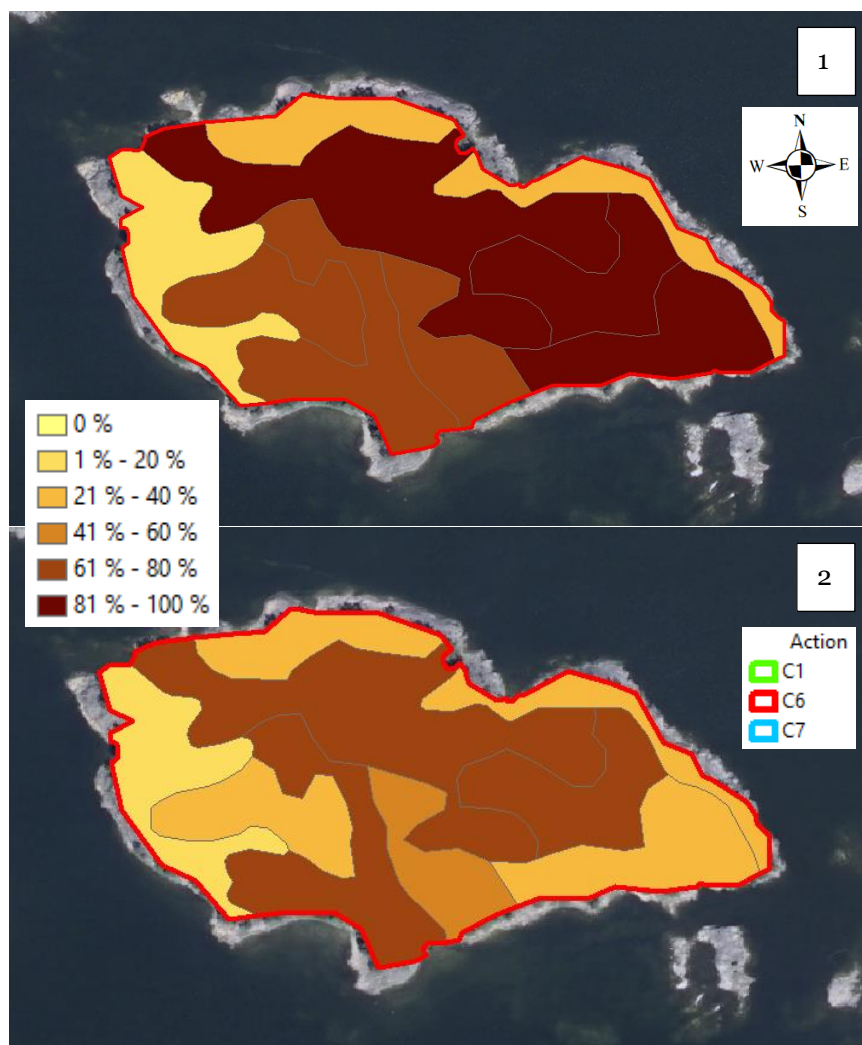 1
N
W E
S
0 %
1 % - 20 %
21 % - 40 %
41 % - 60 %
61 % - 80 %
81 % - 100 %
2
Action
C1
C6
C7